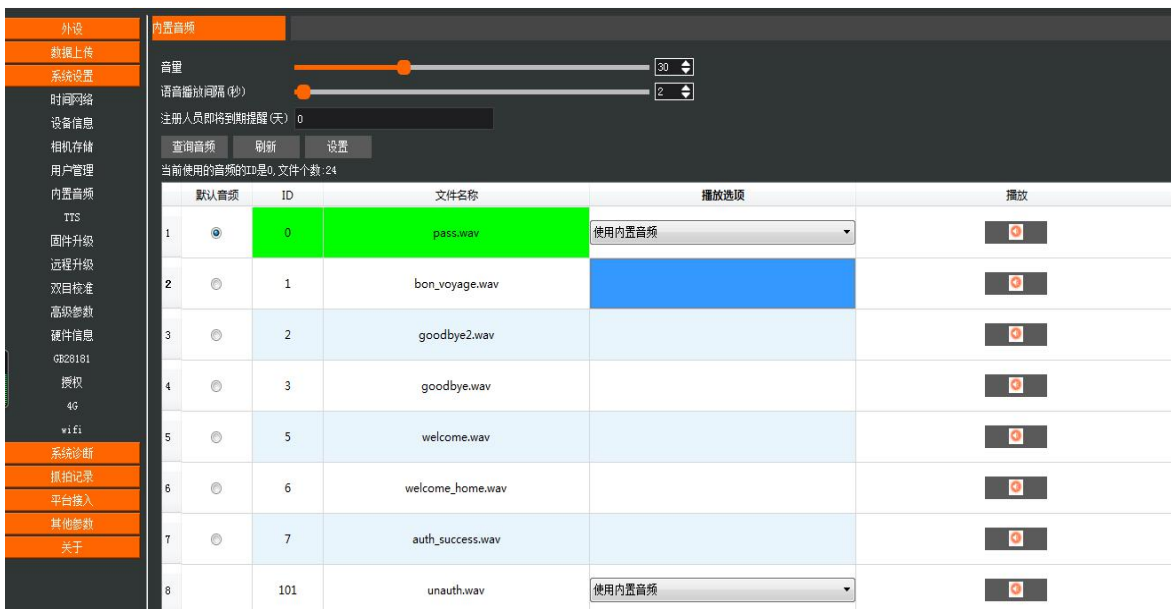 外设
数据上传
系统设置
时间网络
设备信息
相机存储
用户管理
内置音频
TTS
固件升级
远程升级
双目校准
高级参数
硬件信息
GB28181
授权
4G
wifi
系统诊断
抓拍记录
平台接入
其他参数
关于
内置音频
音量 30
语音播放间隔(秒) 2
注册人员即将到期提醒(天) 0
查询音频 刷新 设置
当前使用的音频的ID是0,文件个数:24
默认音频 ID 文件名称 播放选项 播放
1 0 pass.wav 使用内置音频
2 1 bon_voyage.wav
3 2 goodbye2.wav
4 3 goodbye.wav
5 5 welcome.wav
6 6 welcome_home.wav
7 7 auth_success.wav
8 101 unauth.wav 使用内置音频